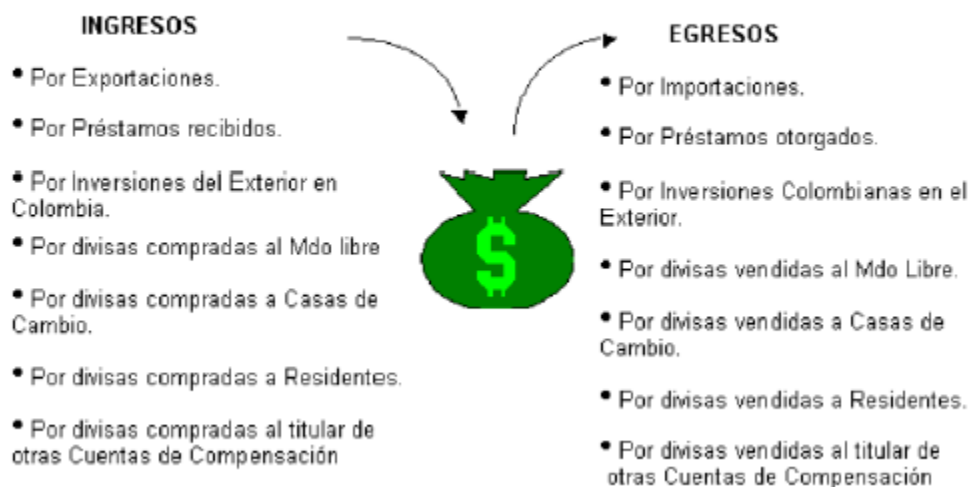 INGRESOS
• Por Exportaciones.
• Por Préstamos recibidos.
• Por Inversiones del Exterior en
Colombia.
• Por divisas compradas al Mdo libre
• Por divisas compradas a Casas de
Cambio.
• Por divisas compradas a Residentes.
• Por divisas compradas al titular de
otras Cuentas de Compensación
$
EGRESOS
• Por Importaciones.
• Por Préstamos otorgados.
• Por Inversiones Colombianas en el
Exterior.
• Por divisas vendidas al Mdo Libre.
• Por divisas vendidas a Casas de
Cambio.
• Por divisas vendidas a Residentes.
• Por divisas vendidas al titular de
otras Cuentas de Compensación